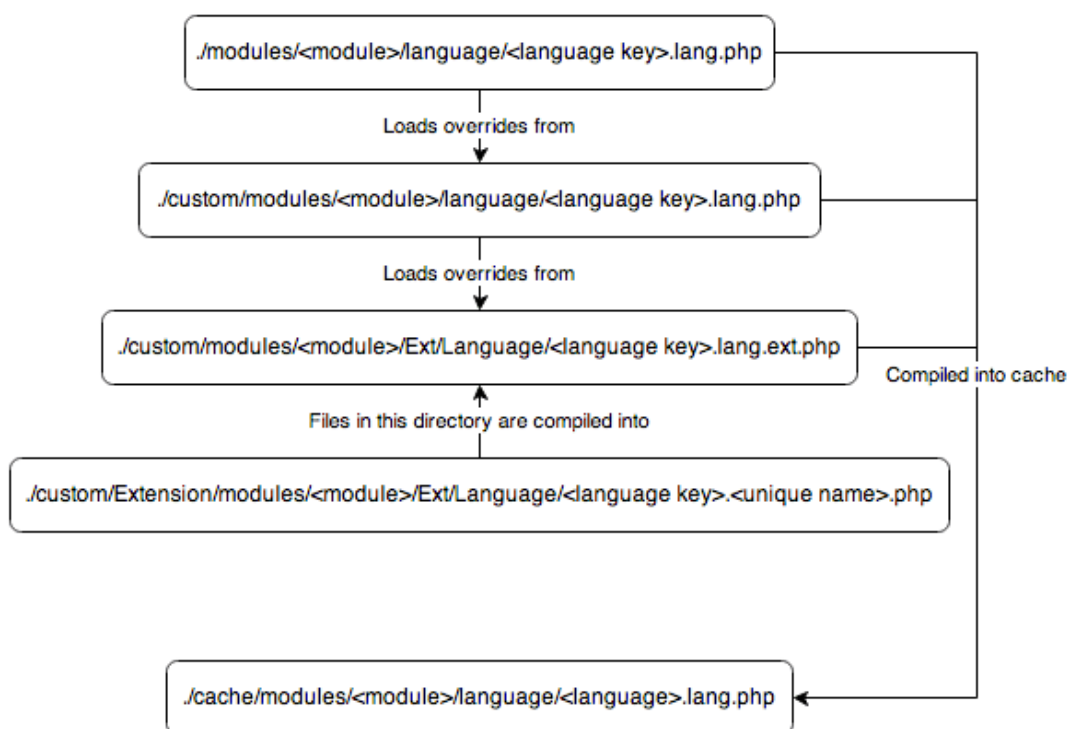 ./modules/<module>/language/<language key>.lang.php
Loads overrides from
./custom/modules/<module>/language/<language key>.lang.php
Loads overrides from
./custom/modules/<module>/Ext/Language/<language key>.lang.ext.php
Compiled into cache
Files in this directory are compiled into
./custom/Extension/modules/<module>/Ext/Language/<language key>.<unique name>.php
./cache/modules/<module>/language/<language>.lang.php